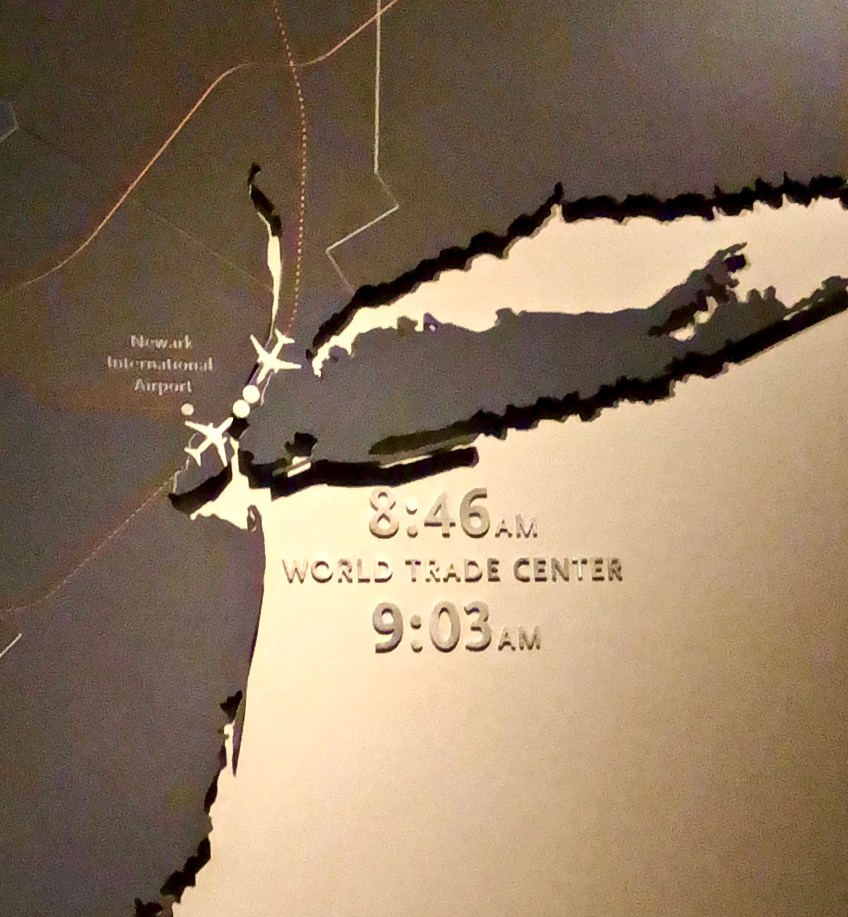 Newark
International
Airport
8:46AM
WORLD TRADE CENTER
9:03AM